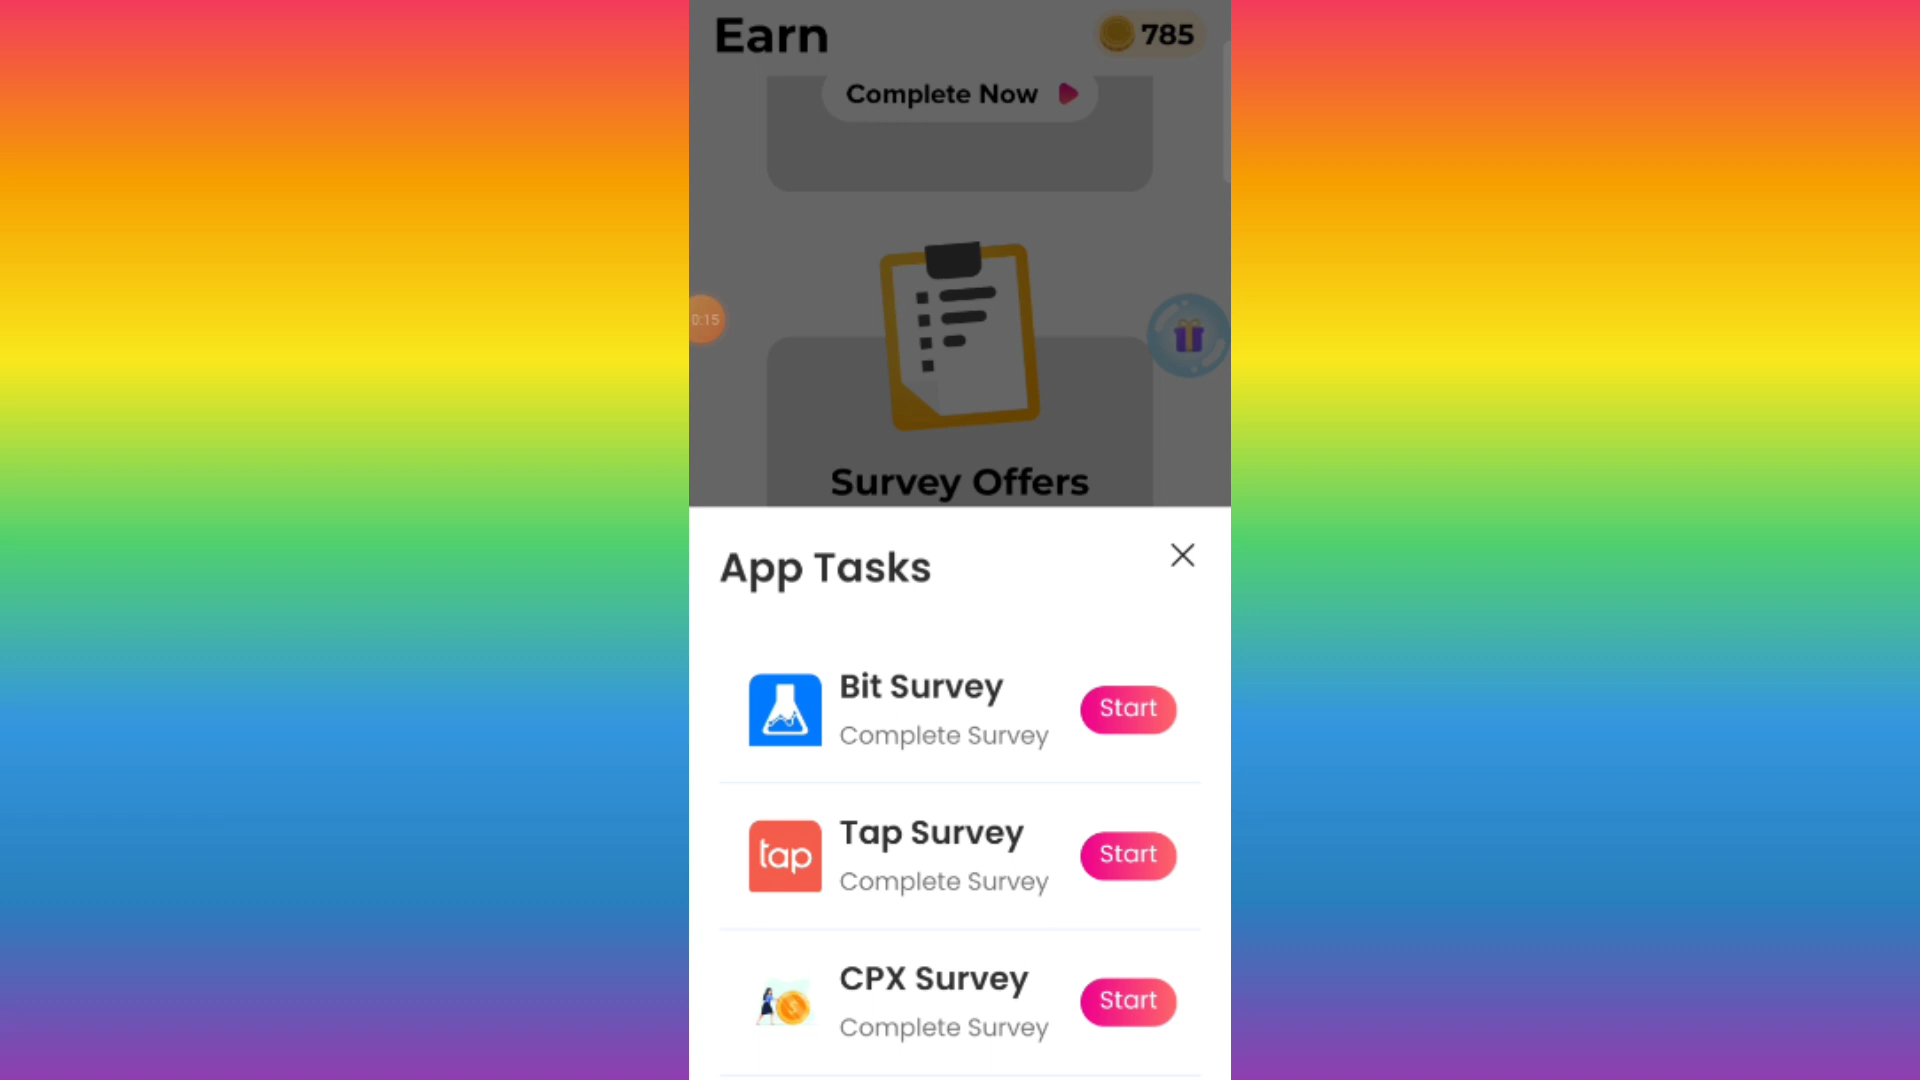 Earn
785
Complete Now
0:15
Survey Offers
App Tasks
Bit Survey
Complete Survey
Start
tap
Tap Survey
Complete Survey
Start
CPX Survey
Complete Survey
Start